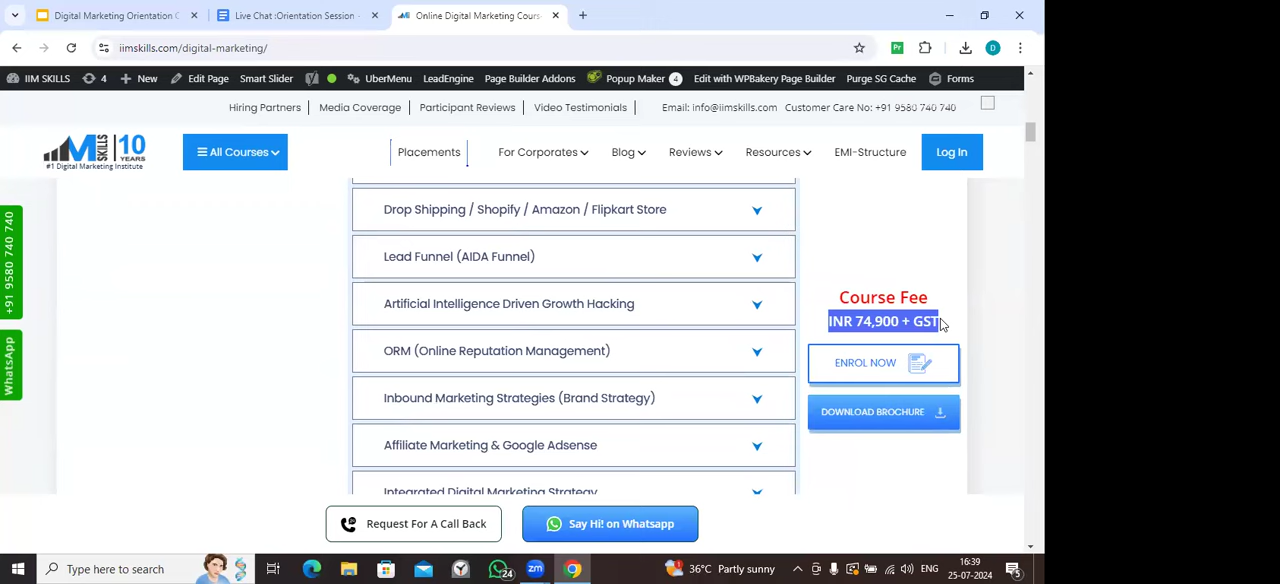 Digital Marketing Orientation C
Live Chat :Orientation Session -
Online Digital Marketing Cours
iimskills.com/digital-marketing/
Pr
D
IIM SKILLS
4
New
Edit Page
Smart Slider
UberMenu
LeadEngine
Page Builder Addons
Popup Maker 4
Edit with WPBakery Page Builder
Purge SG Cache
Forms
Hiring Partners
Media Coverage
Participant Reviews
Video Testimonials
Email: info@iimskills.com
Customer Care No: +91 9580 740 740
IIM SKILLS 10 YEARS
#1 Digital Marketing Institute
All Courses
Placements
For Corporates
Blog
Reviews
Resources
EMI-Structure
Log In
+91 9580 740 740
WhatsApp
Drop Shipping / Shopify / Amazon / Flipkart Store
Lead Funnel (AIDA Funnel)
Artificial Intelligence Driven Growth Hacking
ORM (Online Reputation Management)
Inbound Marketing Strategies (Brand Strategy)
Affiliate Marketing & Google Adsense
Integrated Digital Marketing Strategy
Course Fee
INR 74,900 + GST
ENROL NOW
DOWNLOAD BROCHURE
Request For A Call Back
Say Hi! on Whatsapp
Type here to search
24
zm
36°C Partly sunny
ENG
16:39
25-07-2024
5